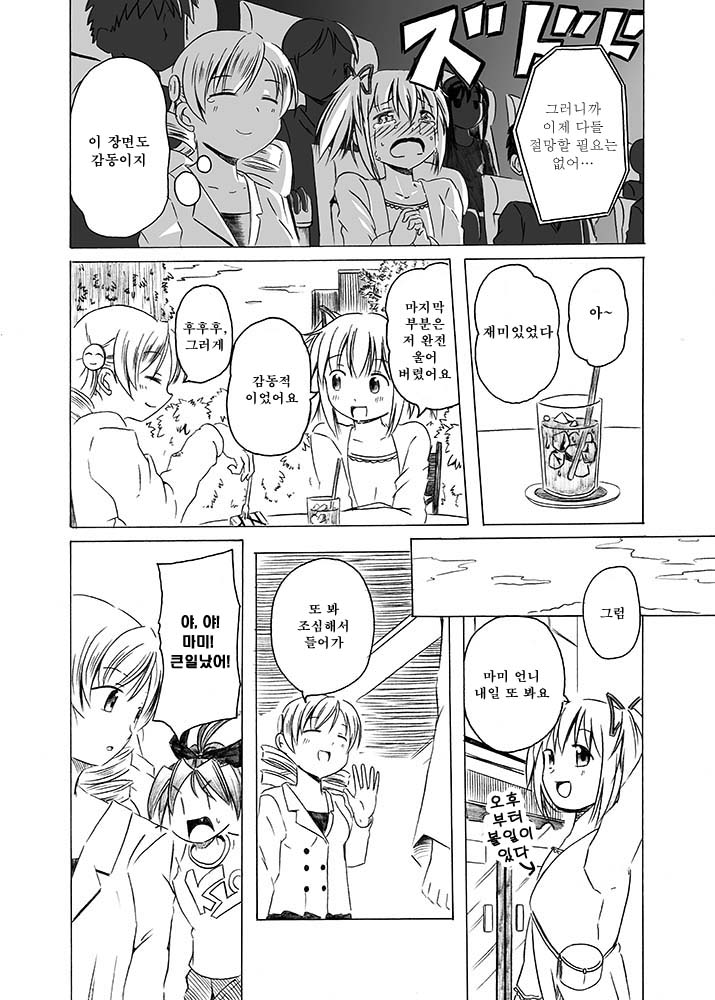 ズドドド
그러니까
이제 다들
절망할 필요는
없어…
이 장면도
감동이지
아~
재미있었다
마지막
부분은
저 완전
울어
버렸어요
감동적
이었어요
후후후,
그러게
그럼
마미 언니
내일 또 봐요
오후
부터
볼일이
있다
또 봐
조심해서
들어가
야, 야!
마미!
큰일났어!